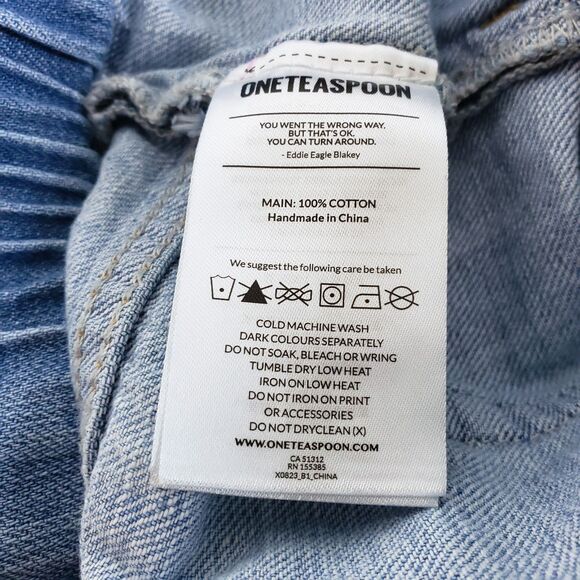 ONETEASPOON
YOU WENT THE WRONG WAY.
BUT THAT'S OK.
YOU CAN TURN AROUND.
- Eddie Eagle Blakey
MAIN: 100% COTTON
Handmade in China
We suggest the following care be taken
COLD MACHINE WASH
DARK COLOURS SEPARATELY
DO NOT SOAK, BLEACH OR WRING
TUMBLE DRY LOW HEAT
IRON ON LOW HEAT
DO NOT IRON ON PRINT
OR ACCESSORIES
DO NOT DRYCLEAN (X)
WWW.ONETEASPOON.COM
CA 51312
RN 155385
X0823_B1_CHINA